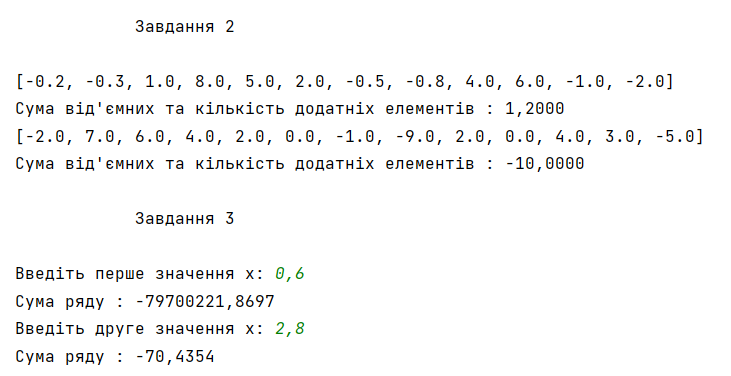 Завдання 2
[-0.2, -0.3, 1.0, 8.0, 5.0, 2.0, -0.5, -0.8, 4.0, 6.0, -1.0, -2.0]
Сума від'ємних та кількість додатніх елементів : 1,2000
[-2.0, 7.0, 6.0, 4.0, 2.0, 0.0, -1.0, -9.0, 2.0, 0.0, 4.0, 3.0, -5.0]
Сума від'ємних та кількість додатніх елементів : -10,0000
Завдання 3
Введіть перше значення x: 0,6
Сума ряду : -79700221,8697
Введіть друге значення x: 2,8
Сума ряду : -70,4354